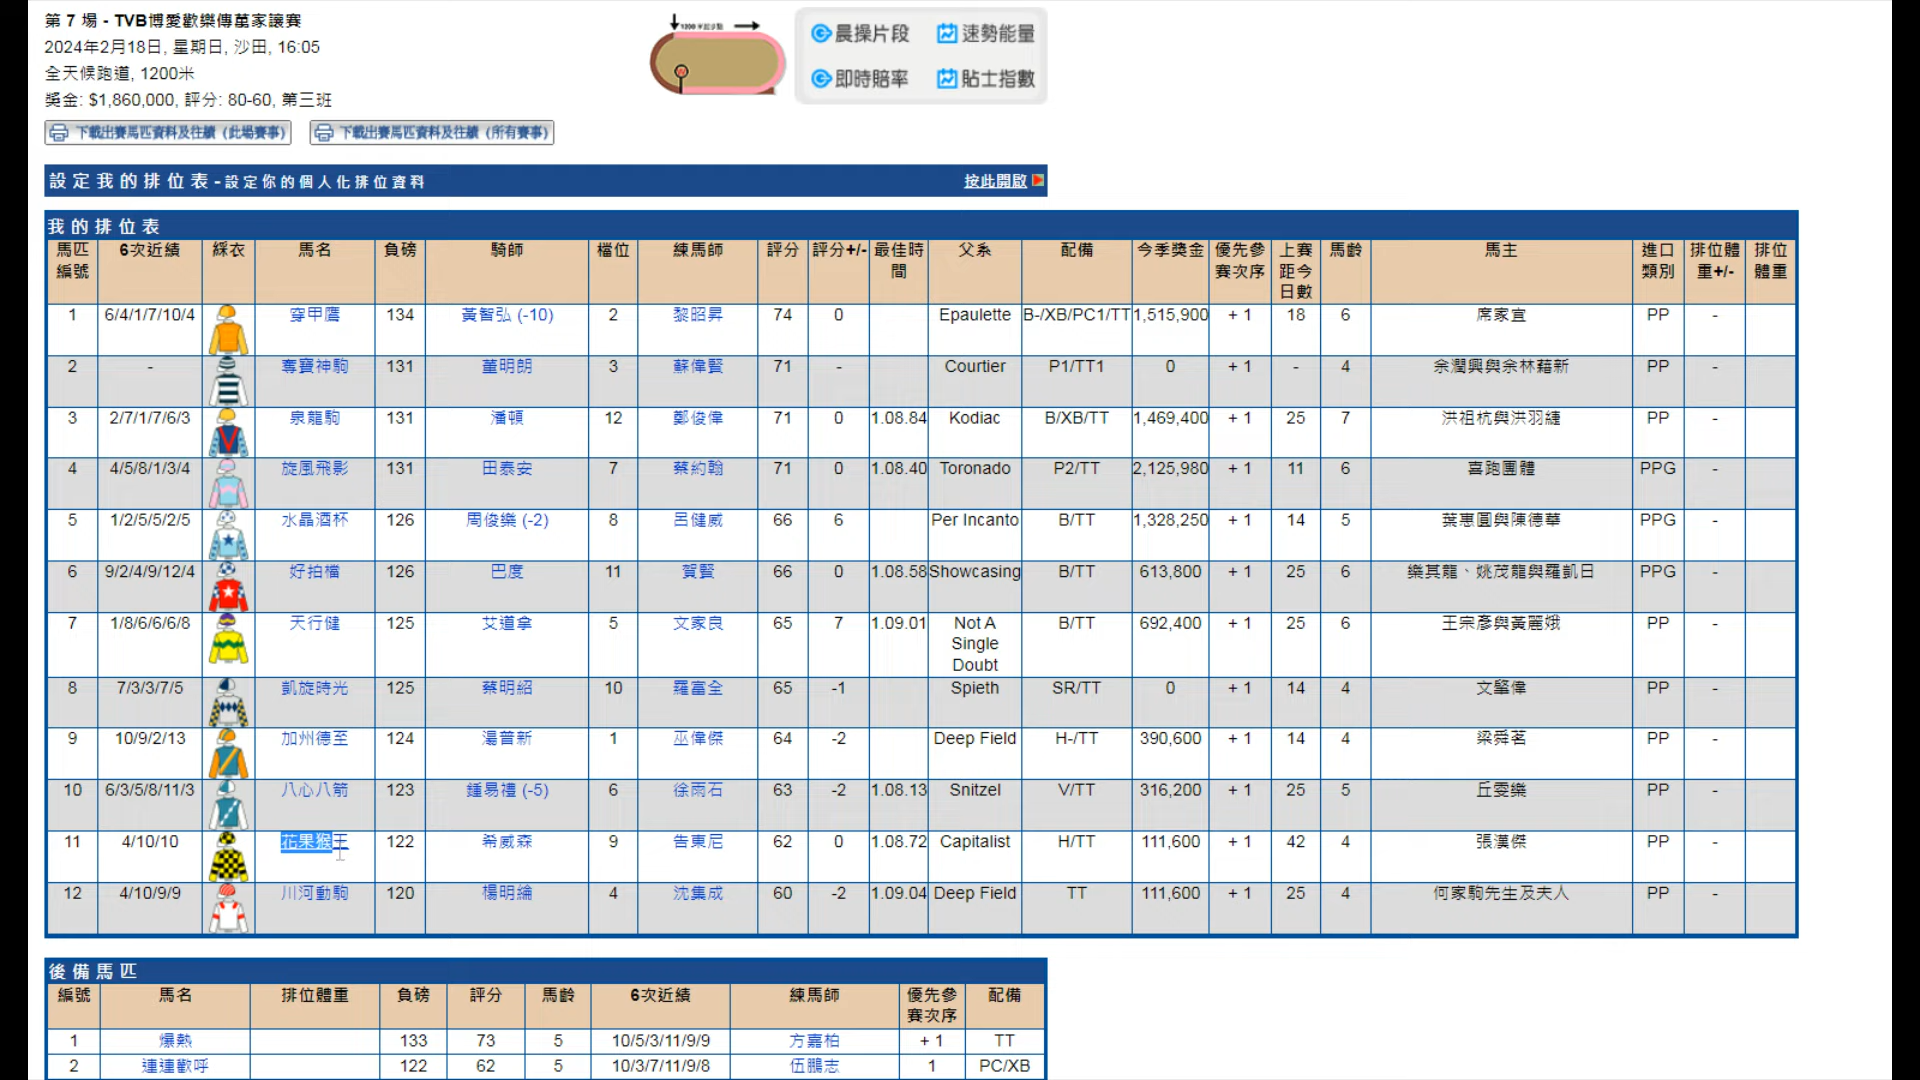 第 7 場 - TVB博愛歡樂傳萬家讓賽
2024年2月18日, 星期日, 沙田, 16:05
全天候跑道, 1200米
獎金: $1,860,000, 評分: 80-60, 第三班
下載出賽馬匹資料及往績 (此場賽事) 下載出賽馬匹資料及往績 (所有賽事)
晨操片段 速勢能量
即時賠率 貼士指數
設定我的排位表-設定你的個人化排位資料 按此開啟
我的排位表
馬匹編號 6次近績 綵衣 馬名 負磅 騎師 檔位 練馬師 評分 評分+/- 最佳時間 父系 配備 今季獎金 優先參賽次序 上賽距今日數 馬齡 馬主 進口類別 排位體重+/- 排位體重
1 6/4/1/7/10/4 穿甲鷹 134 黃智弘 (-10) 2 黎昭昇 74 0 Epaulette B-/XB/PC1/TT 1,515,900 + 1 18 6 席家宜 PP -
2 - 奪寶神駒 131 董明朗 3 蘇偉賢 71 - Courtier P1/TT1 0 + 1 - 4 余潤興與余林藉新 PP -
3 2/7/1/7/6/3 泉龍駒 131 潘頓 12 鄭俊偉 71 0 1.08.84 Kodiac B/XB/TT 1,469,400 + 1 25 7 洪祖杭與洪羽緁 PP -
4 4/5/8/1/3/4 旋風飛影 131 田泰安 7 蔡約翰 71 0 1.08.40 Toronado P2/TT 2,125,980 + 1 11 6 喜跑團體 PPG -
5 1/2/5/5/2/5 水晶酒杯 126 周俊樂 (-2) 8 呂健威 66 6 Per Incanto B/TT 1,328,250 + 1 14 5 葉惠圓與陳德華 PPG -
6 9/2/4/9/12/4 好拍檔 126 巴度 11 賀賢 66 0 1.08.58 Showcasing B/TT 613,800 + 1 25 6 樂其龍、姚茂龍與羅凱日 PPG -
7 1/8/6/6/6/8 天行健 125 艾道拿 5 文家良 65 7 1.09.01 Not A Single Doubt B/TT 692,400 + 1 25 6 王宗彥與黃麗娥 PP -
8 7/3/3/7/5 凱旋時光 125 蔡明紹 10 羅富全 65 -1 Spieth SR/TT 0 + 1 14 4 文肇偉 PP -
9 10/9/2/13 加州德至 124 湯普新 1 巫偉傑 64 -2 Deep Field H-/TT 390,600 + 1 14 4 梁舜茗 PP -
10 6/3/5/8/11/3 八心八箭 123 鍾易禮 (-5) 6 徐雨石 63 -2 1.08.13 Snitzel V/TT 316,200 + 1 25 5 丘雯樂 PP -
11 4/10/10 花果猴王 122 希威森 9 告東尼 62 0 1.08.72 Capitalist H/TT 111,600 + 1 42 4 張漢傑 PP -
12 4/10/9/9 川河動駒 120 楊明綸 4 沈集成 60 -2 1.09.04 Deep Field TT 111,600 + 1 25 4 何家駒先生及夫人 PP -
後備馬匹
編號 馬名 排位體重 負磅 評分 馬齡 6次近績 練馬師 優先參賽次序 配備
1 爆熱 133 73 5 10/5/3/11/9/9 方嘉柏 + 1 TT
2 連連歡呼 122 62 5 10/3/7/11/9/8 伍鵬志 1 PC/XB